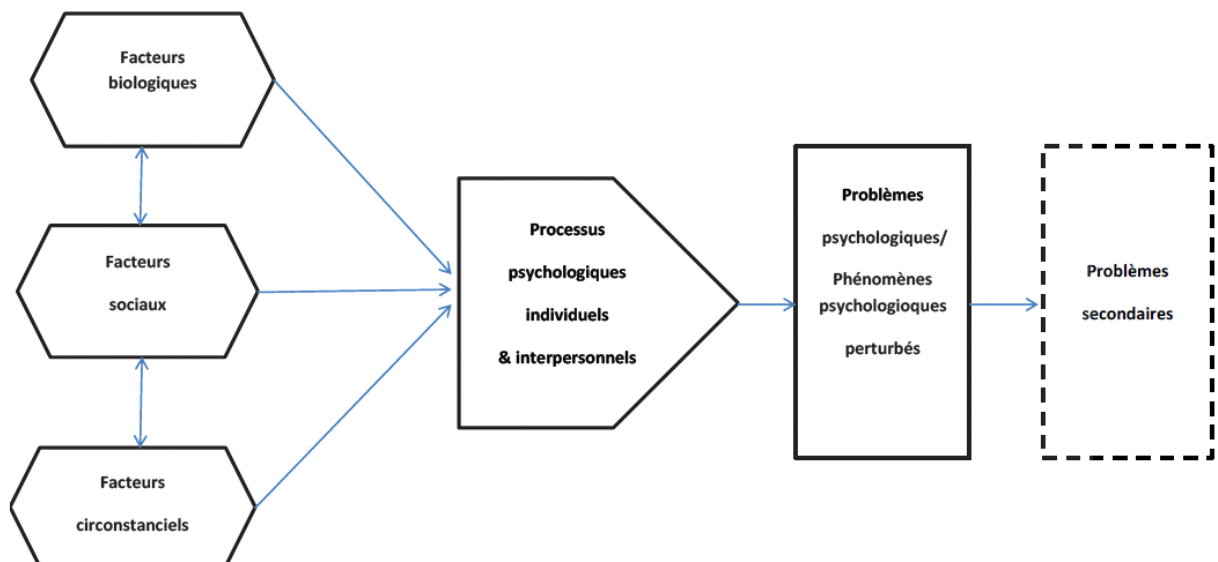 Facteurs
biologiques
Facteurs
sociaux
Facteurs
circonstanciels
Processus
psychologiques
individuels
& interpersonnels
Problèmes
psychologiques/
Phénomènes
psychologioques
perturbés
Problèmes
secondaires